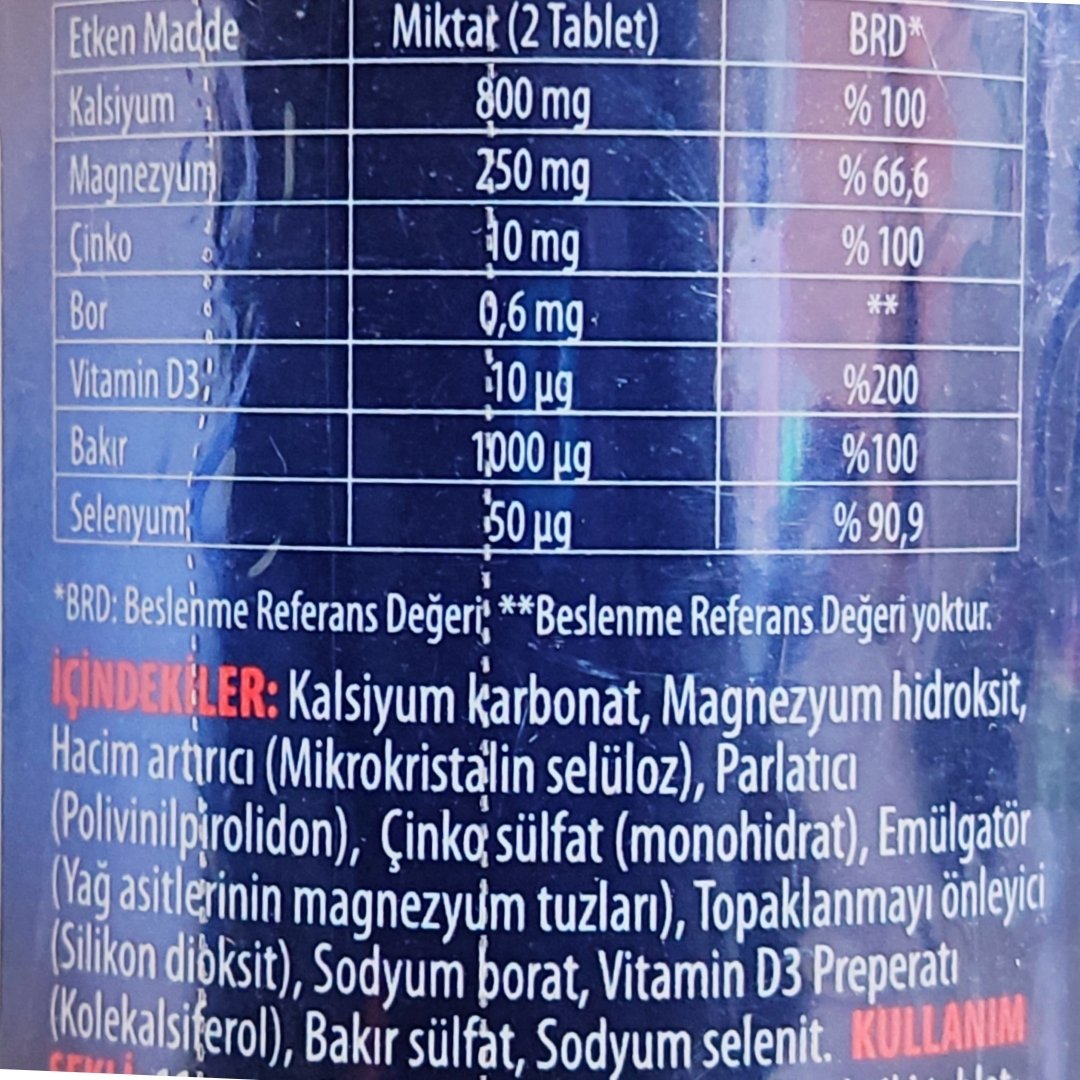 Etken Madde Miktar (2 Tablet) BRD*
Kalsiyum 800 mg % 100
Magnezyum 250 mg % 66,6
Çinko 10 mg % 100
Bor 0,6 mg **
Vitamin D3 10 µg %200
Bakır 1000 µg %100
Selenyum 50 µg % 90,9
*BRD: Beslenme Referans Değeri; **Beslenme Referans Değeri yoktur.
İÇİNDEKİLER: Kalsiyum karbonat, Magnezyum hidroksit,
Hacim artırıcı (Mikrokristalin selüloz), Parlatıcı
(Polivinilpirolidon), Çinko sülfat (monohidrat), Emülgatör
(Yağ asitlerinin magnezyum tuzları), Topaklanmayı önleyici
(Silikon dioksit), Sodyum borat, Vitamin D3 Preperatı
(Kolekalsiferol), Bakır sülfat, Sodyum selenit. KULLANIM
ŞEKLİ